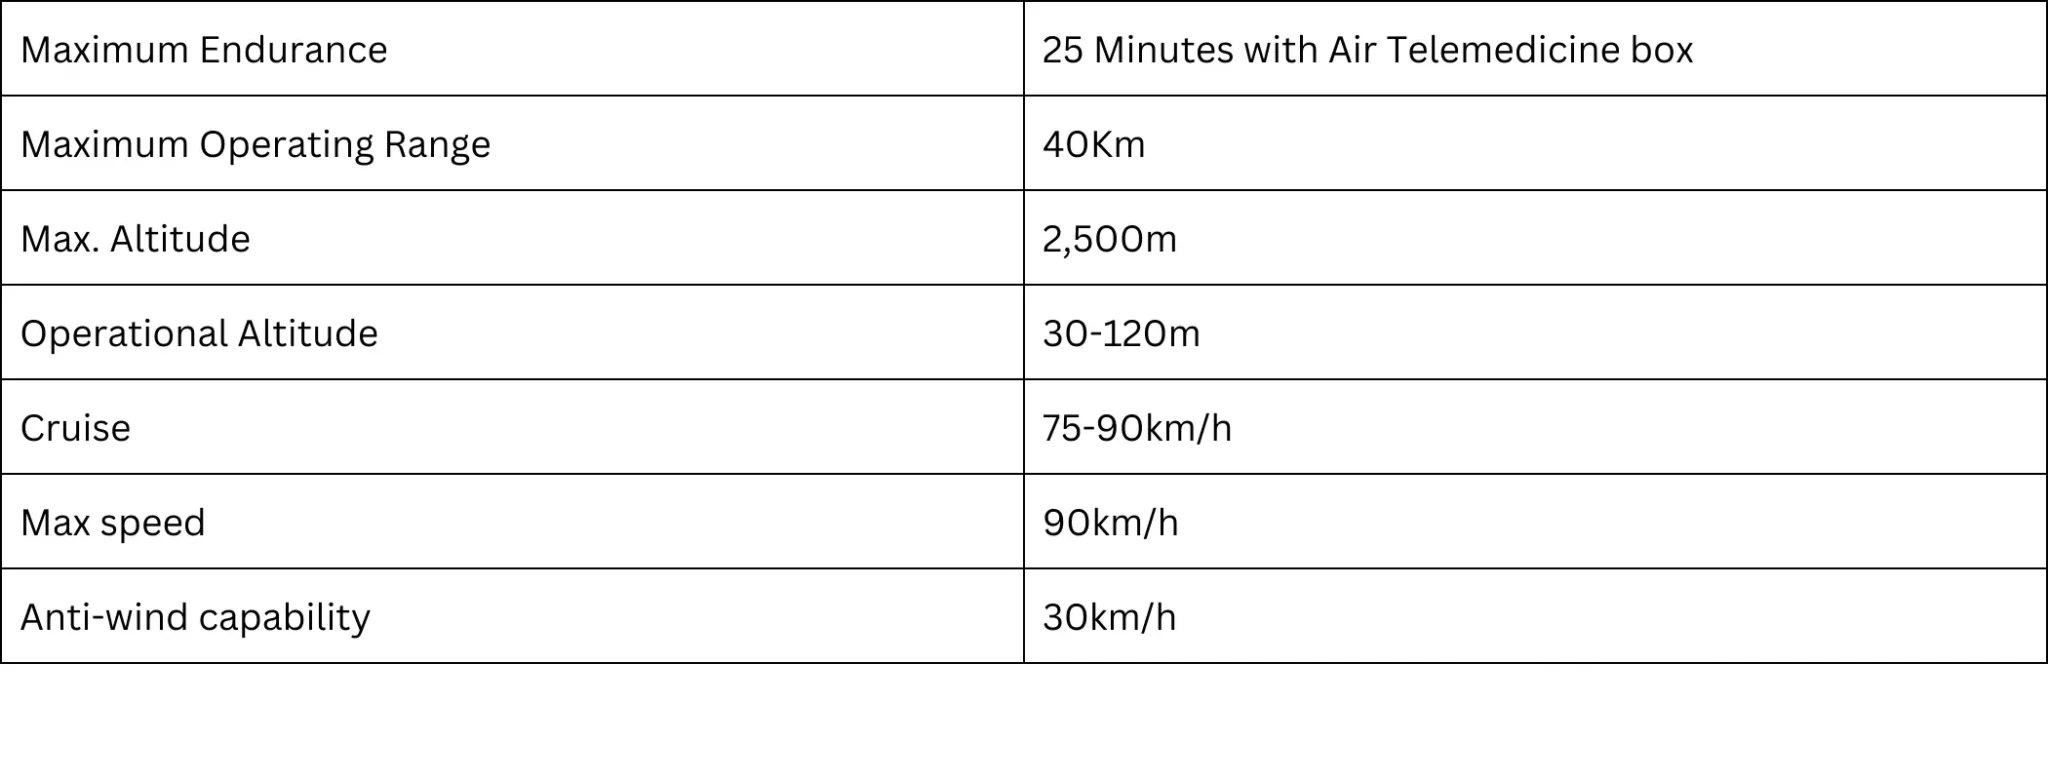 Maximum Endurance 25 Minutes with Air Telemedicine box
Maximum Operating Range 40Km
Max. Altitude 2,500m
Operational Altitude 30-120m
Cruise 75-90km/h
Max speed 90km/h
Anti-wind capability 30km/h